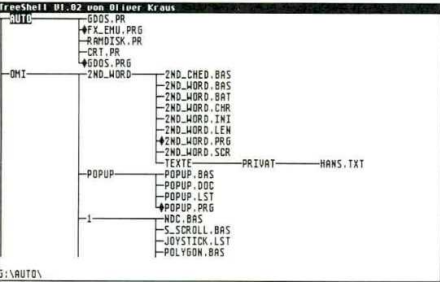 TreeShell V1.02 von Oliver Kraus
AUTO GDOS.PR
FX_EMU.PRG
RAMDISK.PR
CRT.PR
GDOS.PRG
OMI 2ND_WORD 2ND_CHED.BAS
2ND_WORD.BAS
2ND_WORD.BAT
2ND_WORD.CHR
2ND_WORD.INI
2ND_WORD.LEN
2ND_WORD.PRG
2ND_WORD.SCR
TEXTE PRIVAT HANS.TXT
POPUP POPUP.BAS
POPUP.DOC
POPUP.LST
POPUP.PRG
1 NDC.BAS
S_SCROLL.BAS
JOYSTICK.LST
POLYGON.BAS
G:\AUTO\